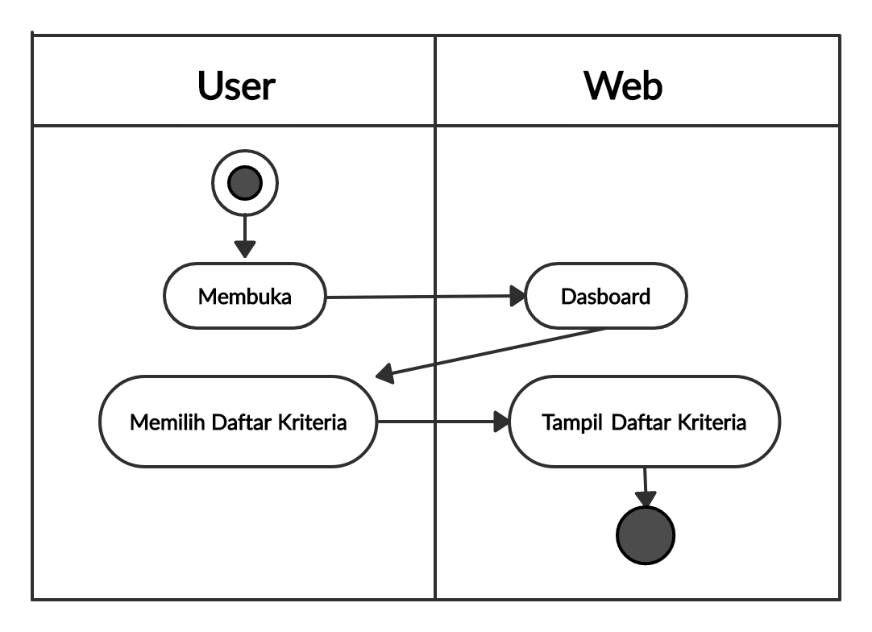 User
Web
Membuka
Dasboard
Memilih Daftar Kriteria
Tampil Daftar Kriteria